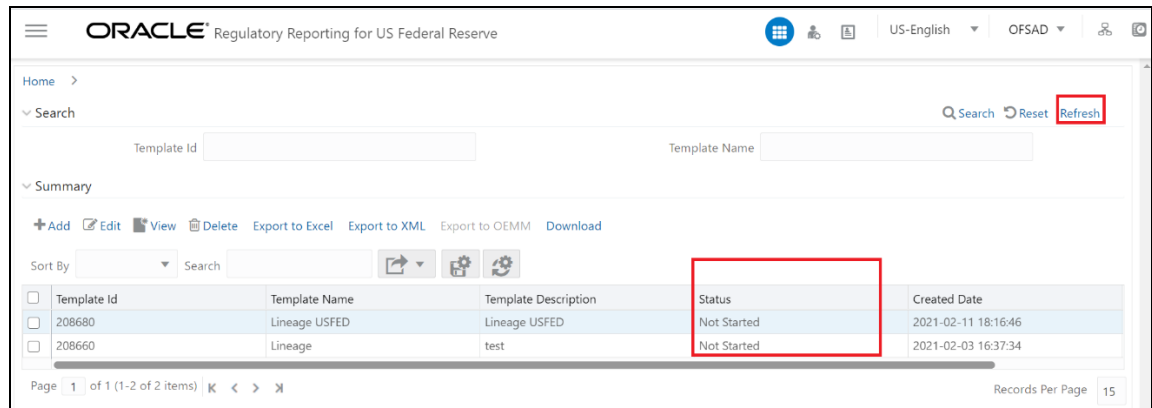 ORACLE® Regulatory Reporting for US Federal Reserve US-English OFSAD
Home >
Search Search Reset Refresh
Template Id Template Name
Summary
Add Edit View Delete Export to Excel Export to XML Export to OEMM Download
Sort By Search
Template Id Template Name Template Description Status Created Date
208680 Lineage USFED Lineage USFED Not Started 2021-02-11 18:16:46
208660 Lineage test Not Started 2021-02-03 16:37:34
Page 1 of 1 (1-2 of 2 items) Records Per Page 15